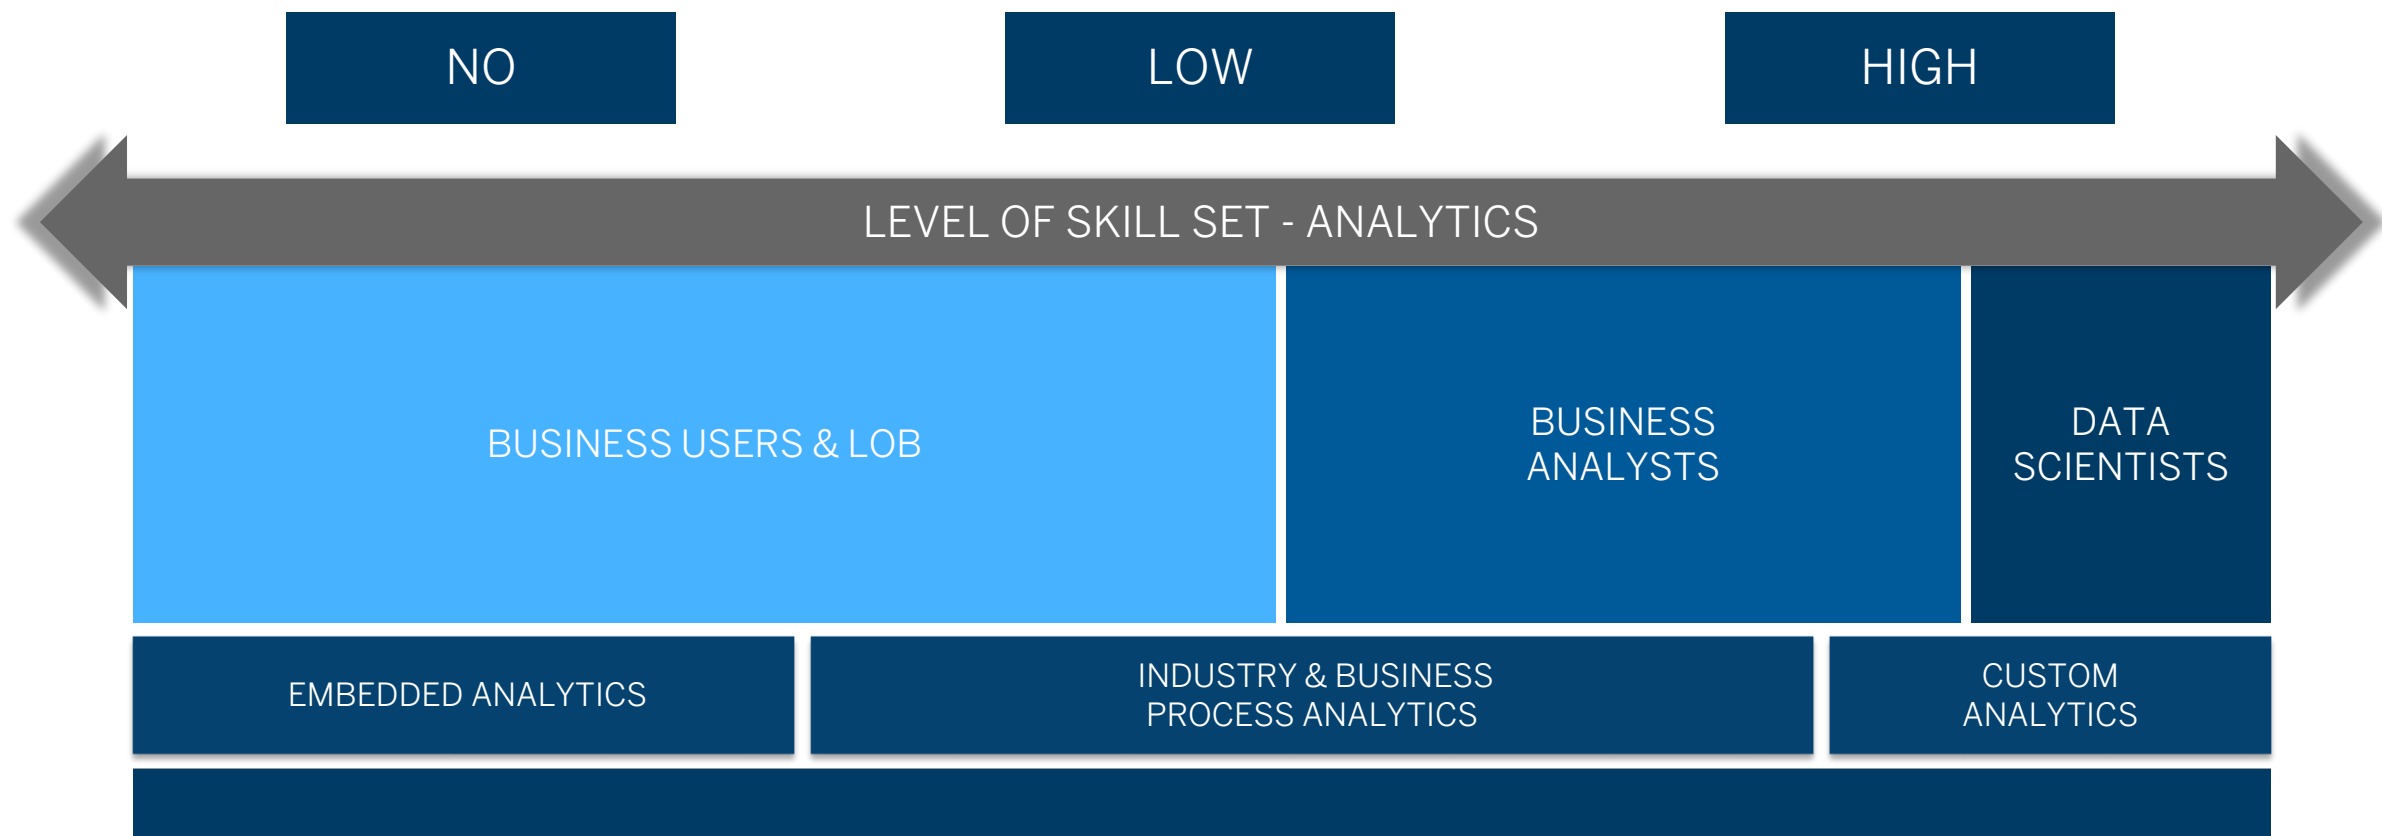 NO
LOW
HIGH
LEVEL OF SKILL SET - ANALYTICS
BUSINESS USERS & LOB
BUSINESS
ANALYSTS
DATA
SCIENTISTS
EMBEDDED ANALYTICS
INDUSTRY & BUSINESS
PROCESS ANALYTICS
CUSTOM
ANALYTICS